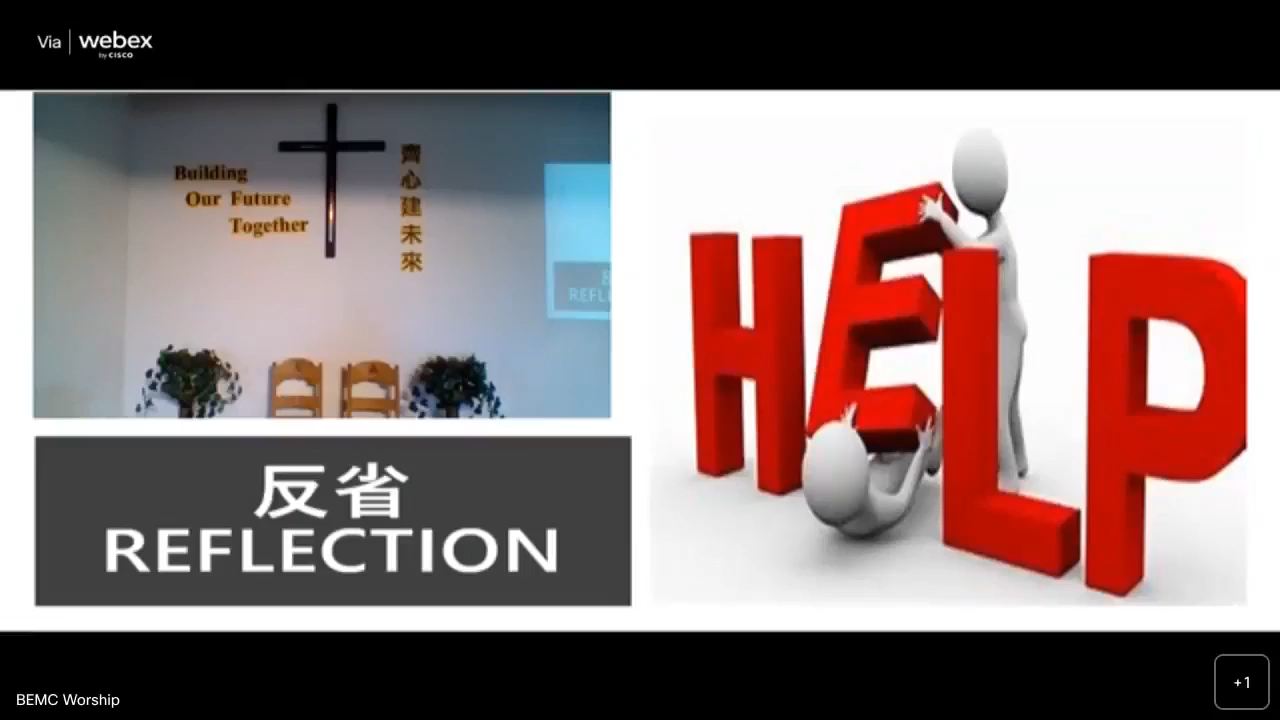 Via webex
by CISCO
Building
Our Future
Together
齊心建未來
REFL
反省
REFLECTION
HELP
BEMC Worship
+1